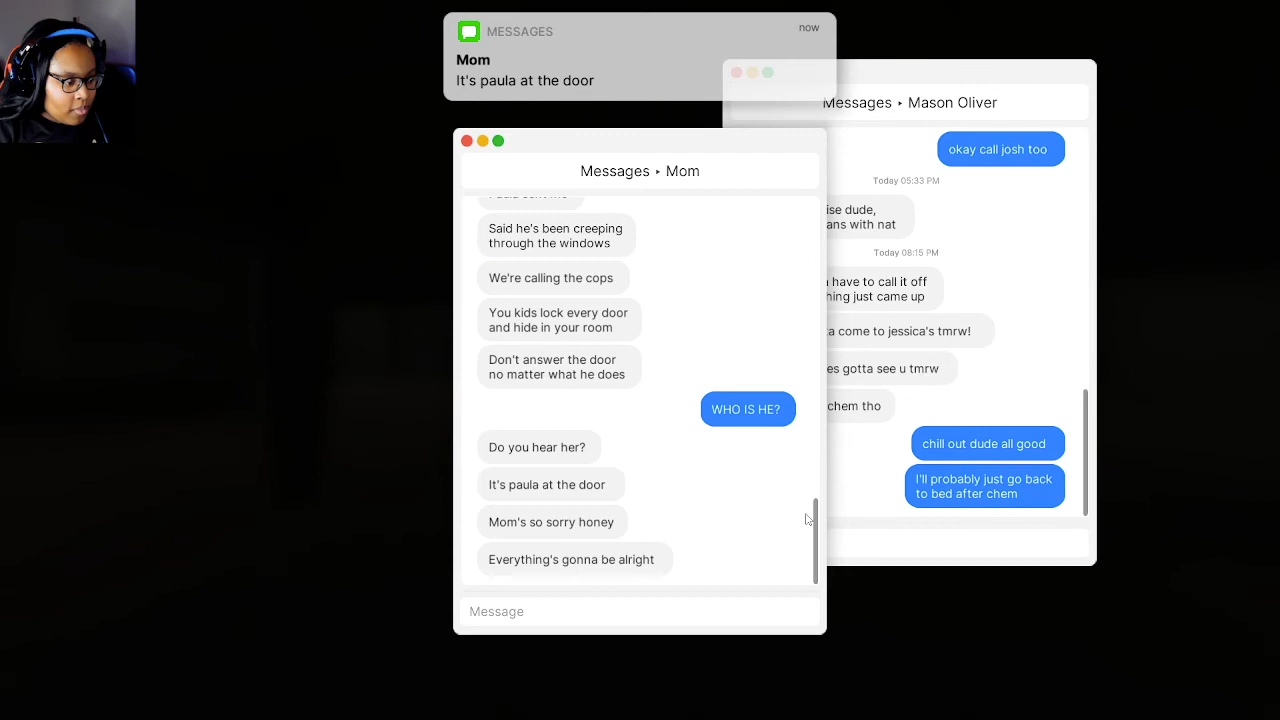 MESSAGES
now
Mom
It's paula at the door
Messages ‣ Mason Oliver
okay call josh too
Today 05:33 PM
dude,
with nat
Today 08:15 PM
have to call it off
just came up
come to jessica's tmrw!
gotta see u tmrw
chem tho
chill out dude all good
I'll probably just go back
to bed after chem
Messages ‣ Mom
Said he's been creeping
through the windows
We're calling the cops
You kids lock every door
and hide in your room
Don't answer the door
no matter what he does
WHO IS HE?
Do you hear her?
It's paula at the door
Mom's so sorry honey
Everything's gonna be alright
Message